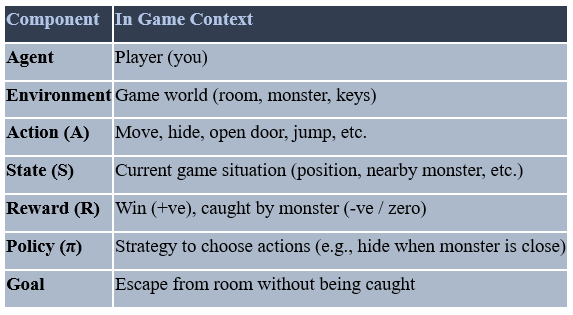 Component In Game Context
Agent Player (you)
Environment Game world (room, monster, keys)
Action (A) Move, hide, open door, jump, etc.
State (S) Current game situation (position, nearby monster, etc.)
Reward (R) Win (+ve), caught by monster (-ve / zero)
Policy (π) Strategy to choose actions (e.g., hide when monster is close)
Goal Escape from room without being caught